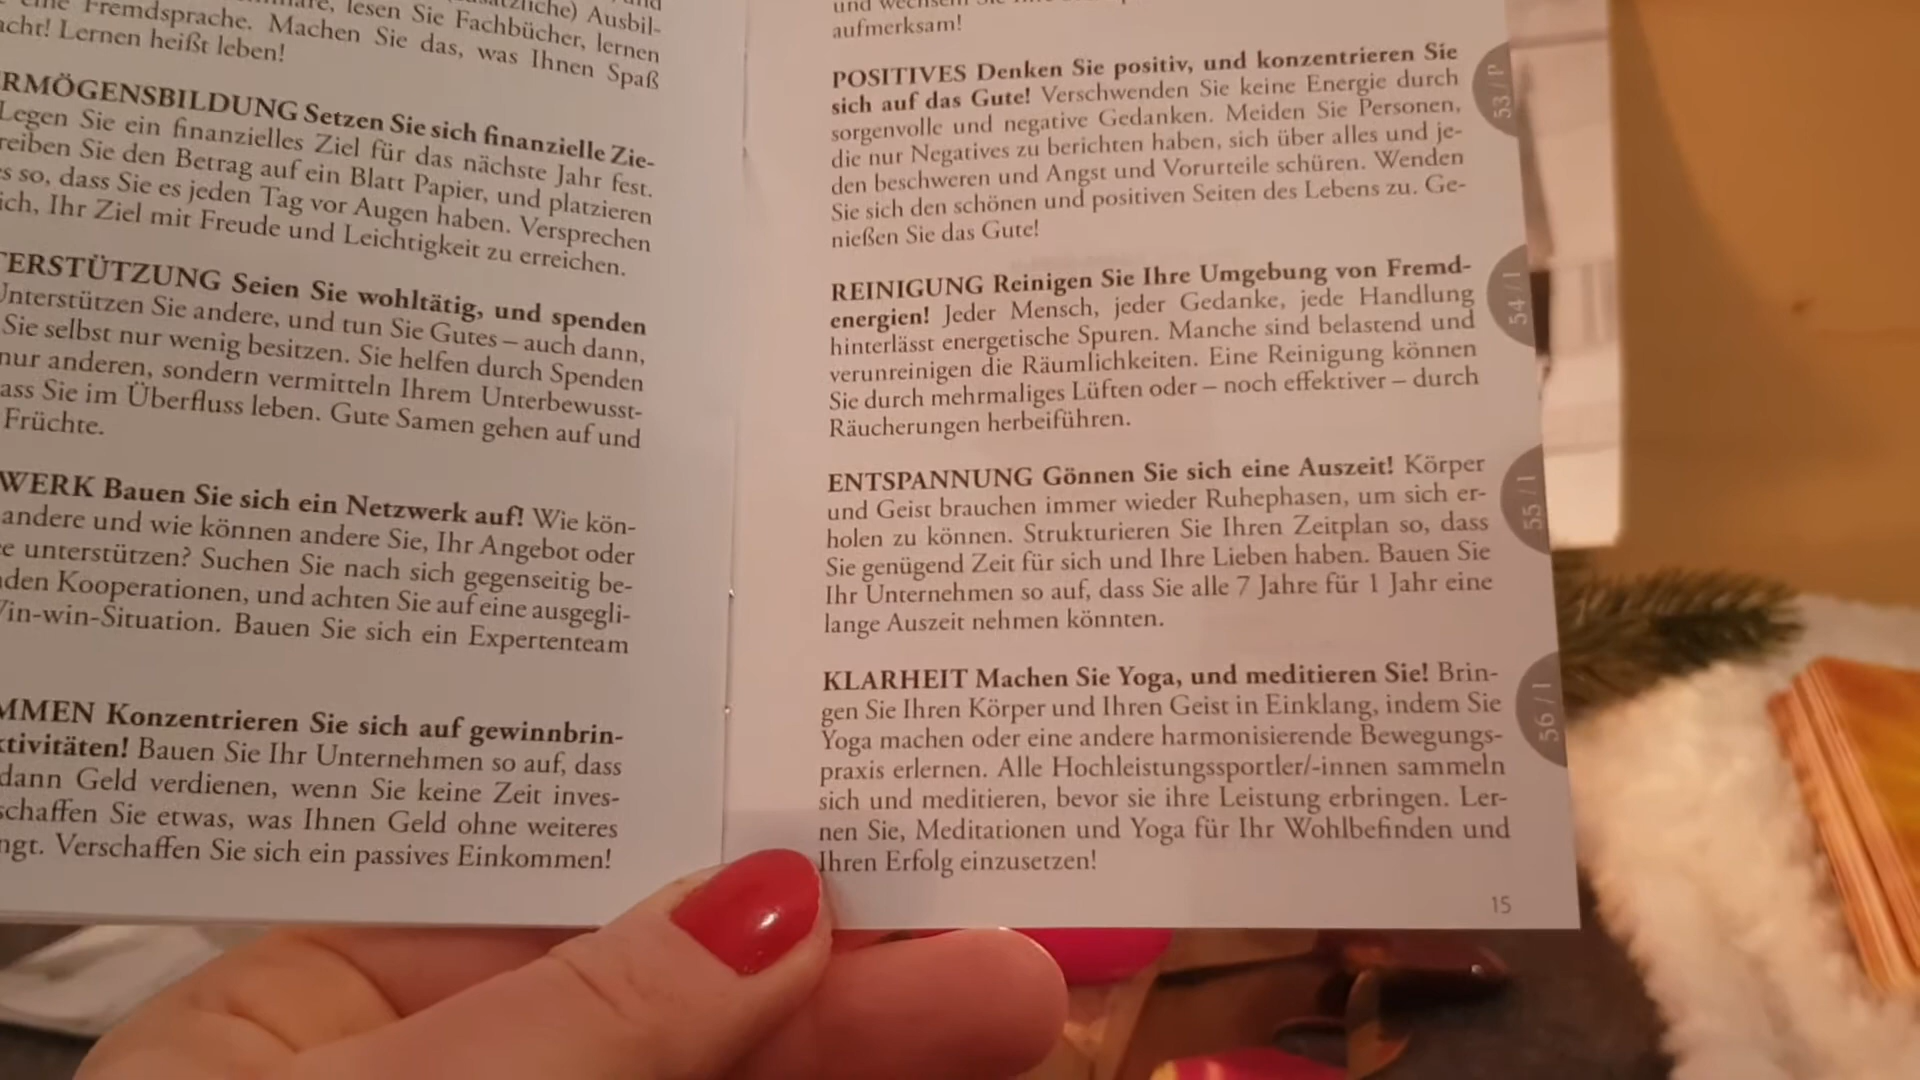 und
(zusätzliche) Ausbil-
lesen Sie Fachbücher, lernen
eine Fremdsprache. Machen Sie das, was Ihnen Spaß
acht! Lernen heißt leben!
RMÖGENSBILDUNG Setzen Sie sich finanzielle Zie-
Legen Sie ein finanzielles Ziel für das nächste Jahr fest.
reiben Sie den Betrag auf ein Blatt Papier, und platzieren
s so, dass Sie es jeden Tag vor Augen haben. Versprechen
ich, Ihr Ziel mit Freude und Leichtigkeit zu erreichen.
TERSTÜTZUNG Seien Sie wohltätig, und spenden
Unterstützen Sie andere, und tun Sie Gutes – auch dann,
Sie selbst nur wenig besitzen. Sie helfen durch Spenden
nur anderen, sondern vermitteln Ihrem Unterbewusst-
ass Sie im Überfluss leben. Gute Samen gehen auf und
Früchte.
WERK Bauen Sie sich ein Netzwerk auf! Wie kön-
andere und wie können andere Sie, Ihr Angebot oder
e unterstützen? Suchen Sie nach sich gegenseitig be-
den Kooperationen, und achten Sie auf eine ausgegli-
Win-win-Situation. Bauen Sie sich ein Expertenteam
MMEN Konzentrieren Sie sich auf gewinnbrin-
ktivitäten! Bauen Sie Ihr Unternehmen so auf, dass
dann Geld verdienen, wenn Sie keine Zeit inves-
schaffen Sie etwas, was Ihnen Geld ohne weiteres
ngt. Verschaffen Sie sich ein passives Einkommen!
und
aufmerksam!
POSITIVES Denken Sie positiv, und konzentrieren Sie
sich auf das Gute! Verschwenden Sie keine Energie durch
sorgenvolle und negative Gedanken. Meiden Sie Personen,
die nur Negatives zu berichten haben, sich über alles und je-
den beschweren und Angst und Vorurteile schüren. Wenden
Sie sich den schönen und positiven Seiten des Lebens zu. Ge-
nießen Sie das Gute!
53 / P
REINIGUNG Reinigen Sie Ihre Umgebung von Fremd-
energien! Jeder Mensch, jeder Gedanke, jede Handlung
hinterlässt energetische Spuren. Manche sind belastend und
verunreinigen die Räumlichkeiten. Eine Reinigung können
Sie durch mehrmaliges Lüften oder – noch effektiver – durch
Räucherungen herbeiführen.
54 / I
ENTSPANNUNG Gönnen Sie sich eine Auszeit! Körper
und Geist brauchen immer wieder Ruhephasen, um sich er-
holen zu können. Strukturieren Sie Ihren Zeitplan so, dass
Sie genügend Zeit für sich und Ihre Lieben haben. Bauen Sie
Ihr Unternehmen so auf, dass Sie alle 7 Jahre für 1 Jahr eine
lange Auszeit nehmen könnten.
55 / I
KLARHEIT Machen Sie Yoga, und meditieren Sie! Brin-
gen Sie Ihren Körper und Ihren Geist in Einklang, indem Sie
Yoga machen oder eine andere harmonisierende Bewegungs-
praxis erlernen. Alle Hochleistungssportler/-innen sammeln
sich und meditieren, bevor sie ihre Leistung erbringen. Ler-
nen Sie, Meditationen und Yoga für Ihr Wohlbefinden und
Ihren Erfolg einzusetzen!
56 / I
15